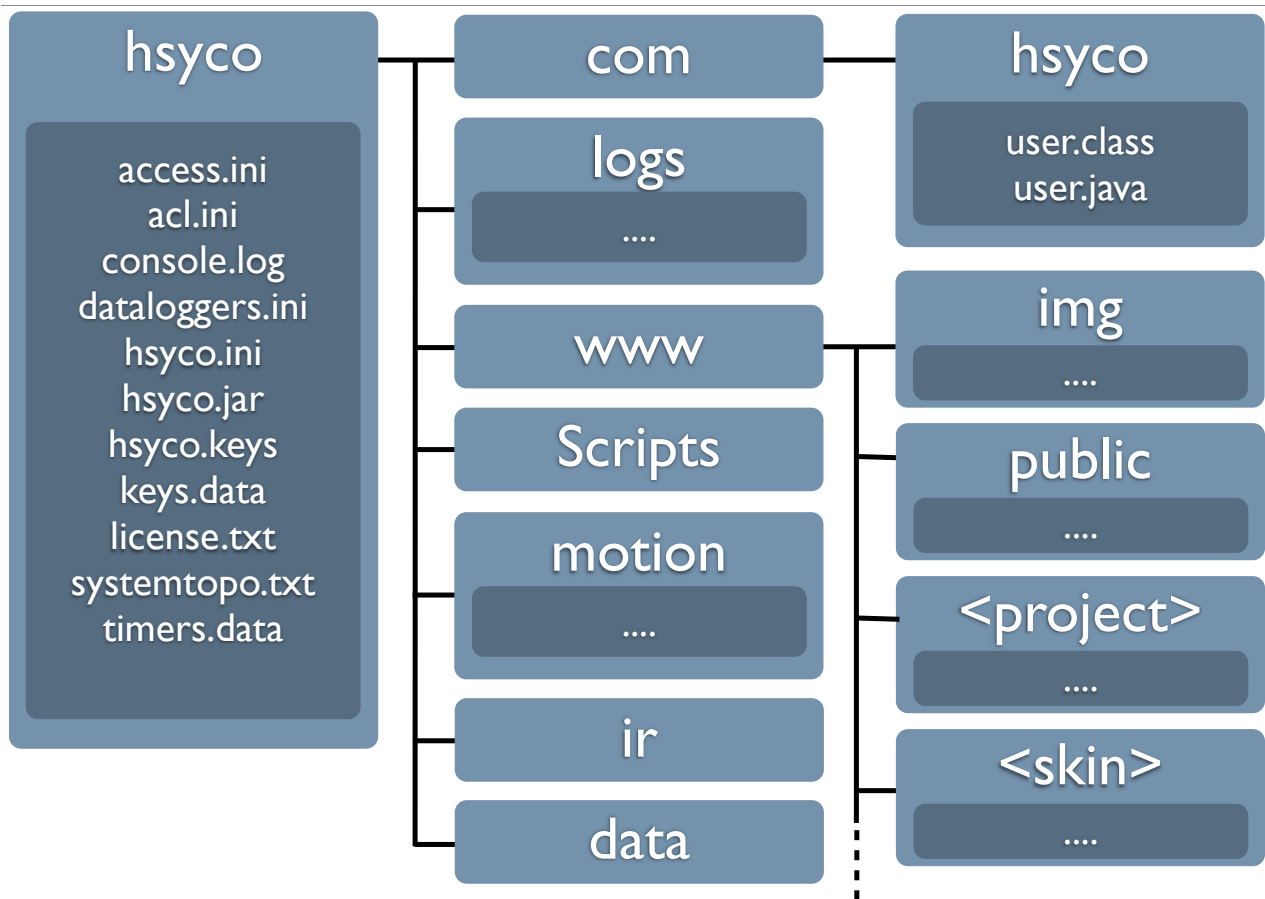 hsyco
access.ini
acl.ini
console.log
dataloggers.ini
hsyco.ini
hsyco.jar
hsyco.keys
keys.data
license.txt
systemtopo.txt
timers.data
com
logs
....
www
Scripts
motion
....
ir
data
hsyco
user.class
user.java
img
....
public
....
<project>
....
<skin>
....